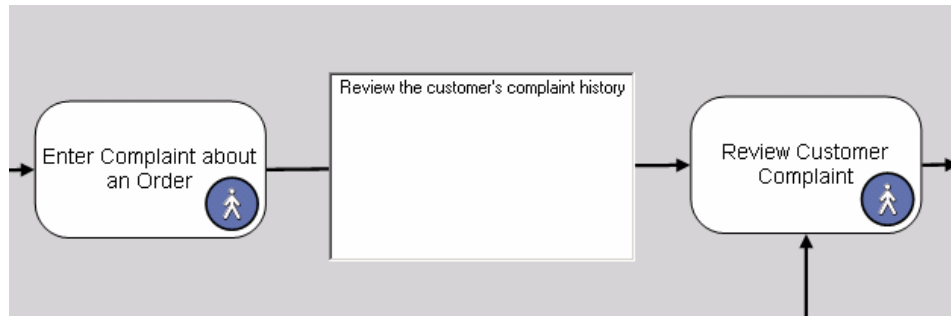 Enter Complaint about
an Order
Review the customer's complaint history
Review Customer
Complaint